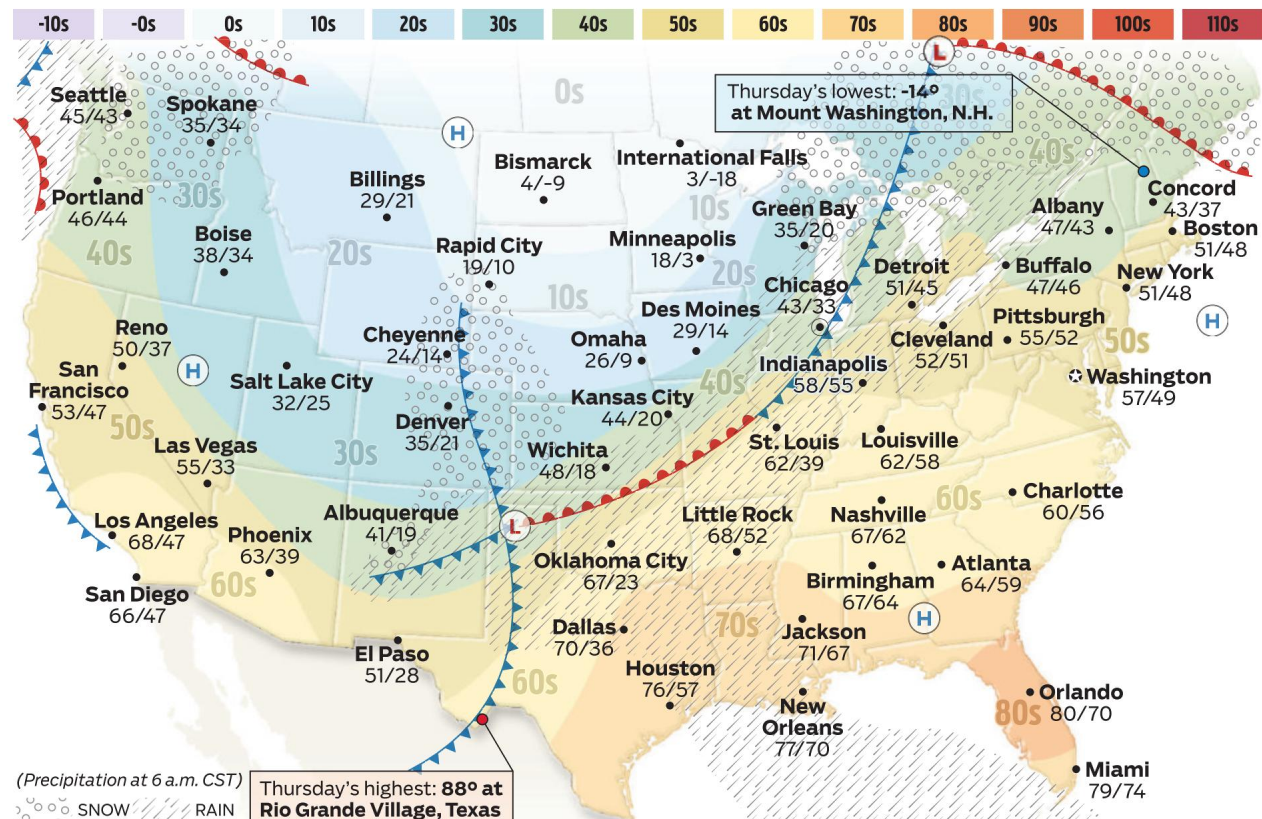 -10s -0s 0s 10s 20s 30s 40s 50s 60s 70s 80s 90s 100s 110s
Seattle
45/43
Spokane
35/34
Portland
46/44
30s
40s
Boise
38/34
Billings
29/21
20s
H
0s
Bismarck
4/-9
International Falls
3/-18
10s
Rapid City
19/10
10s
Minneapolis
18/3
20s
Green Bay
35/20
L
30s
Thursday's lowest: -14º
at Mount Washington, N.H.
40s
Concord
43/37
Albany
47/43
Boston
51/48
Buffalo
47/46
New York
51/48
H
Detroit
51/45
Chicago
43/33
Cleveland
52/51
Pittsburgh
55/52
50s
Washington
57/49
Reno
50/37
H
San
Francisco
53/47
Salt Lake City
32/25
Cheyenne
24/14
Omaha
26/9
Des Moines
29/14
Indianapolis
58/55
40s
Kansas City
44/20
Denver
35/21
50s
Las Vegas
55/33
30s
Wichita
48/18
St. Louis
62/39
Louisville
62/58
60s
Charlotte
60/56
Los Angeles
68/47
Phoenix
63/39
Albuquerque
41/19
L
Oklahoma City
67/23
Little Rock
68/52
Nashville
67/62
Atlanta
64/59
Birmingham
67/64
H
60s
San Diego
66/47
El Paso
51/28
Dallas
70/36
70s
Jackson
71/67
60s
Houston
76/57
New
Orleans
77/70
Orlando
80/70
80s
Miami
79/74
(Precipitation at 6 a.m. CST)
SNOW RAIN
Thursday's highest: 88º at
Rio Grande Village, Texas